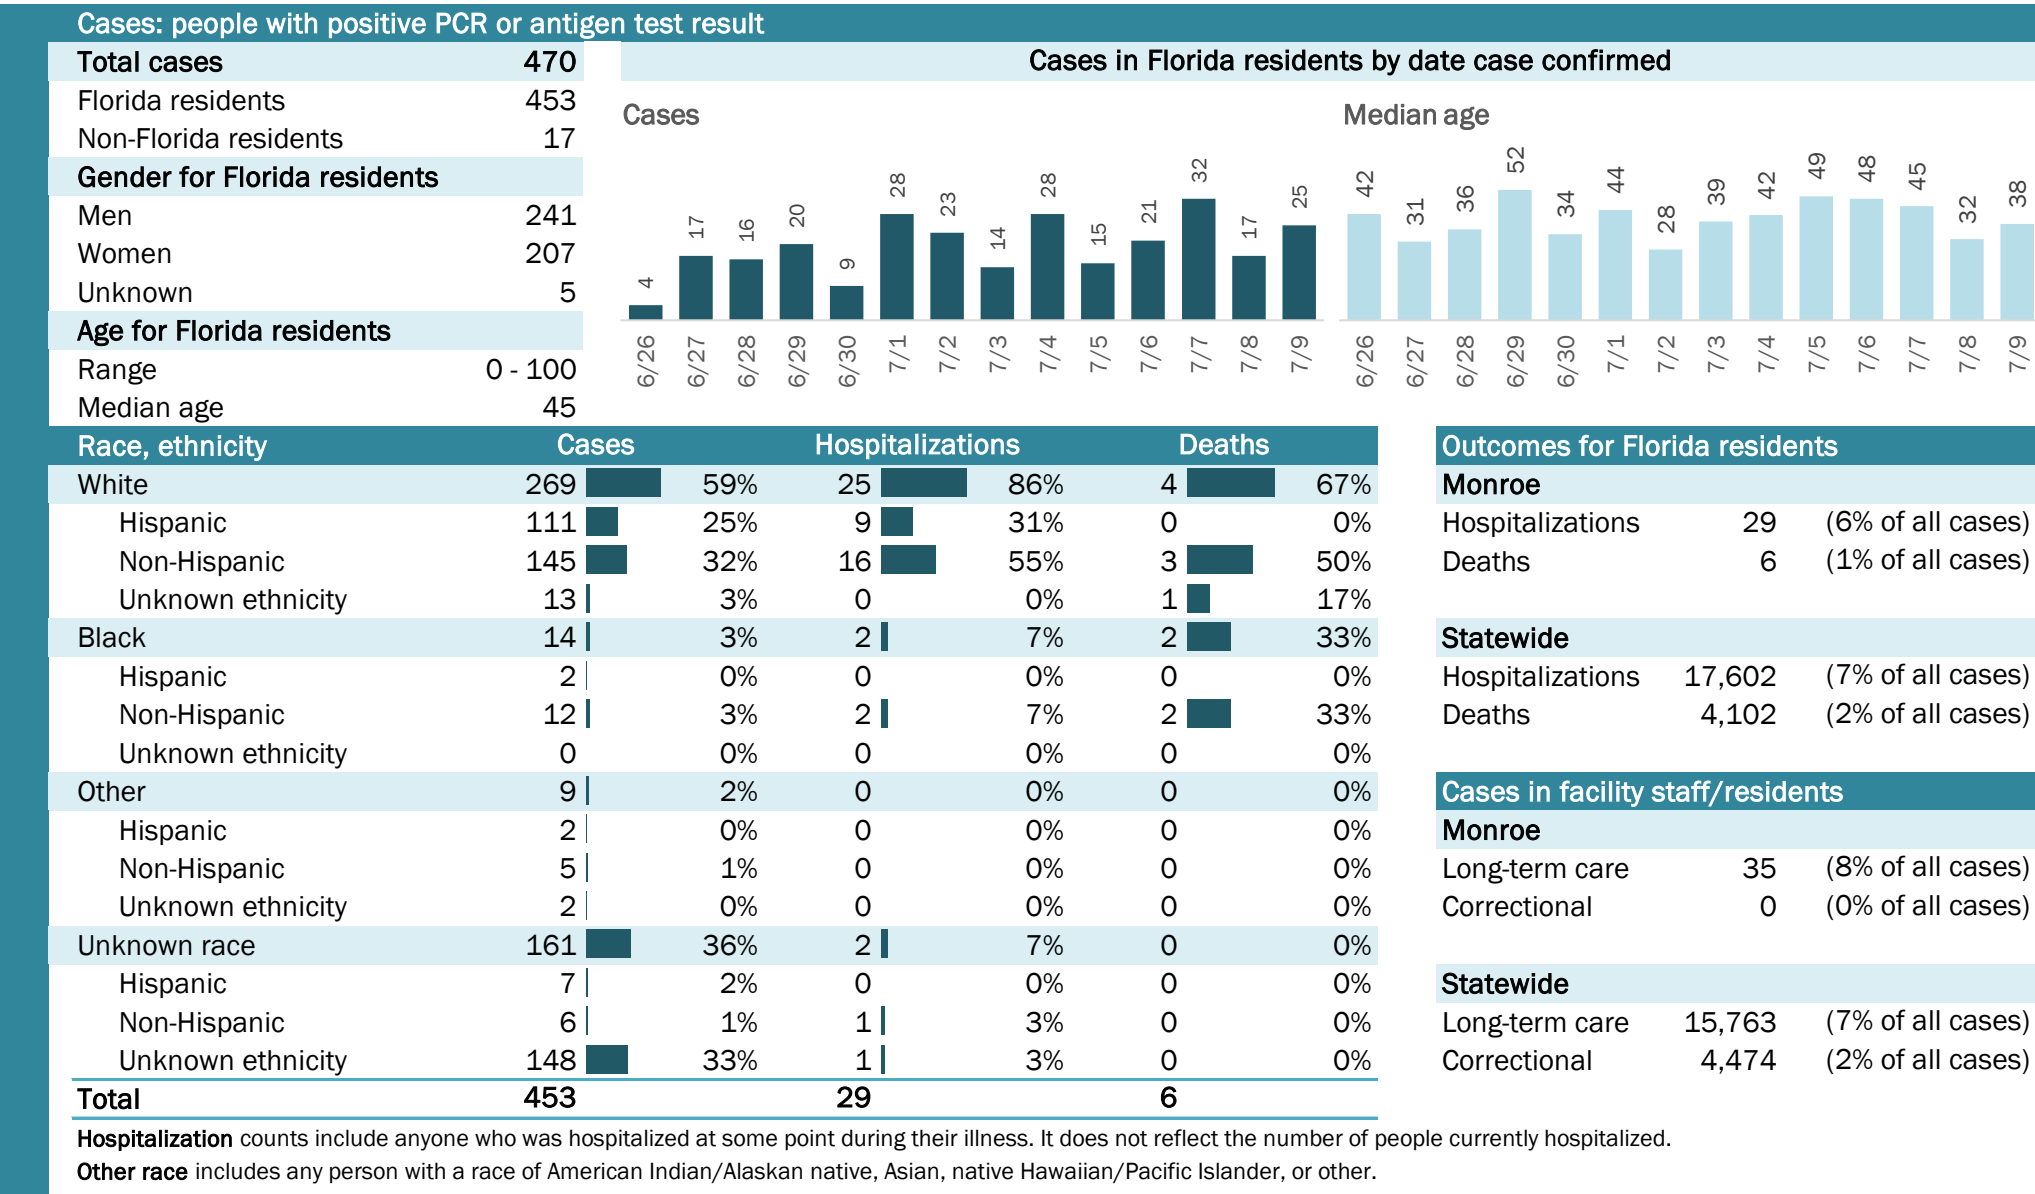 Cases: people with positive PCR or antigen test result
Total cases 470
Florida residents 453
Non-Florida residents 17
Gender for Florida residents
Men 241
Women 207
Unknown 5
Age for Florida residents
Range 0 - 100
Median age 45
Cases in Florida residents by date case confirmed
Cases
4 17 16 20 9 28 23 14 28 15 21 32 17 25
6/26 6/27 6/28 6/29 6/30 7/1 7/2 7/3 7/4 7/5 7/6 7/7 7/8 7/9
Median age
42 31 36 52 34 44 28 39 42 49 48 45 32 38
6/26 6/27 6/28 6/29 6/30 7/1 7/2 7/3 7/4 7/5 7/6 7/7 7/8 7/9
Race, ethnicity Cases Hospitalizations Deaths
White 269 59% 25 86% 4 67%
Hispanic 111 25% 9 31% 0 0%
Non-Hispanic 145 32% 16 55% 3 50%
Unknown ethnicity 13 3% 0 0% 1 17%
Black 14 3% 2 7% 2 33%
Hispanic 2 0% 0 0% 0 0%
Non-Hispanic 12 3% 2 7% 2 33%
Unknown ethnicity 0 0% 0 0% 0 0%
Other 9 2% 0 0% 0 0%
Hispanic 2 0% 0 0% 0 0%
Non-Hispanic 5 1% 0 0% 0 0%
Unknown ethnicity 2 0% 0 0% 0 0%
Unknown race 161 36% 2 7% 0 0%
Hispanic 7 2% 0 0% 0 0%
Non-Hispanic 6 1% 1 3% 0 0%
Unknown ethnicity 148 33% 1 3% 0 0%
Total 453 29 6
Outcomes for Florida residents
Monroe
Hospitalizations 29 (6% of all cases)
Deaths 6 (1% of all cases)
Statewide
Hospitalizations 17,602 (7% of all cases)
Deaths 4,102 (2% of all cases)
Cases in facility staff/residents
Monroe
Long-term care 35 (8% of all cases)
Correctional 0 (0% of all cases)
Statewide
Long-term care 15,763 (7% of all cases)
Correctional 4,474 (2% of all cases)
Hospitalization counts include anyone who was hospitalized at some point during their illness. It does not reflect the number of people currently hospitalized.
Other race includes any person with a race of American Indian/Alaskan native, Asian, native Hawaiian/Pacific Islander, or other.